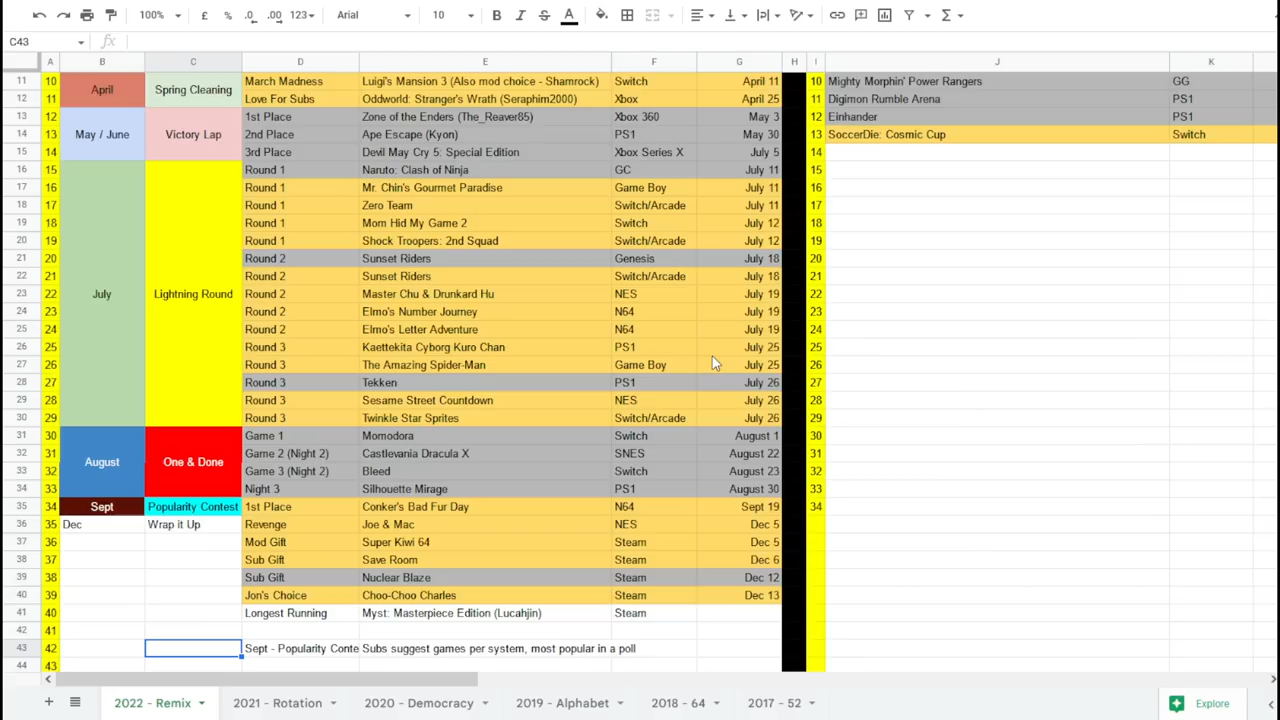 100% £ % .0 .00 123 Arial 10 B I S A
C43 fx
A B C D E F G H I J K
11 10 April Spring Cleaning March Madness Luigi's Mansion 3 (Also mod choice - Shamrock) Switch April 11 10 Mighty Morphin' Power Rangers GG
12 11 Love For Subs Oddworld: Stranger's Wrath (Seraphim2000) Xbox April 25 11 Digimon Rumble Arena PS1
13 12 May / June Victory Lap 1st Place Zone of the Enders (The_Reaver85) Xbox 360 May 3 12 Einhander PS1
14 13 2nd Place Ape Escape (Kyon) PS1 May 30 13 SoccerDie: Cosmic Cup Switch
15 14 3rd Place Devil May Cry 5: Special Edition Xbox Series X July 5 14
16 15 July Lightning Round Round 1 Naruto: Clash of Ninja GC July 11 15
17 16 Round 1 Mr. Chin's Gourmet Paradise Game Boy July 11 16
18 17 Round 1 Zero Team Switch/Arcade July 11 17
19 18 Round 1 Mom Hid My Game 2 Switch July 12 18
20 19 Round 1 Shock Troopers: 2nd Squad Switch/Arcade July 12 19
21 20 Round 2 Sunset Riders Genesis July 18 20
22 21 Round 2 Sunset Riders Switch/Arcade July 18 21
23 22 Round 2 Master Chu & Drunkard Hu NES July 19 22
24 23 Round 2 Elmo's Number Journey N64 July 19 23
25 24 Round 2 Elmo's Letter Adventure N64 July 19 24
26 25 Round 3 Kaettekita Cyborg Kuro Chan PS1 July 25 25
27 26 Round 3 The Amazing Spider-Man Game Boy July 25 26
28 27 Round 3 Tekken PS1 July 26 27
29 28 Round 3 Sesame Street Countdown NES July 26 28
30 29 Round 3 Twinkle Star Sprites Switch/Arcade July 26 29
31 30 August One & Done Game 1 Momodora Switch August 1 30
32 31 Game 2 (Night 2) Castlevania Dracula X SNES August 22 31
33 32 Game 3 (Night 2) Bleed Switch August 23 32
34 33 Night 3 Silhouette Mirage PS1 August 30 33
35 34 Sept Popularity Contest 1st Place Conker's Bad Fur Day N64 Sept 19 34
36 35 Dec Wrap it Up Revenge Joe & Mac NES Dec 5
37 36 Mod Gift Super Kiwi 64 Steam Dec 5
38 37 Sub Gift Save Room Steam Dec 6
39 38 Sub Gift Nuclear Blaze Steam Dec 12
40 39 Jon's Choice Choo-Choo Charles Steam Dec 13
41 40 Longest Running Myst: Masterpiece Edition (Lucahjin) Steam
42 41
43 42 Sept - Popularity Conte Subs suggest games per system, most popular in a poll
44 43
2022 - Remix 2021 - Rotation 2020 - Democracy 2019 - Alphabet 2018 - 64 2017 - 52 Explore